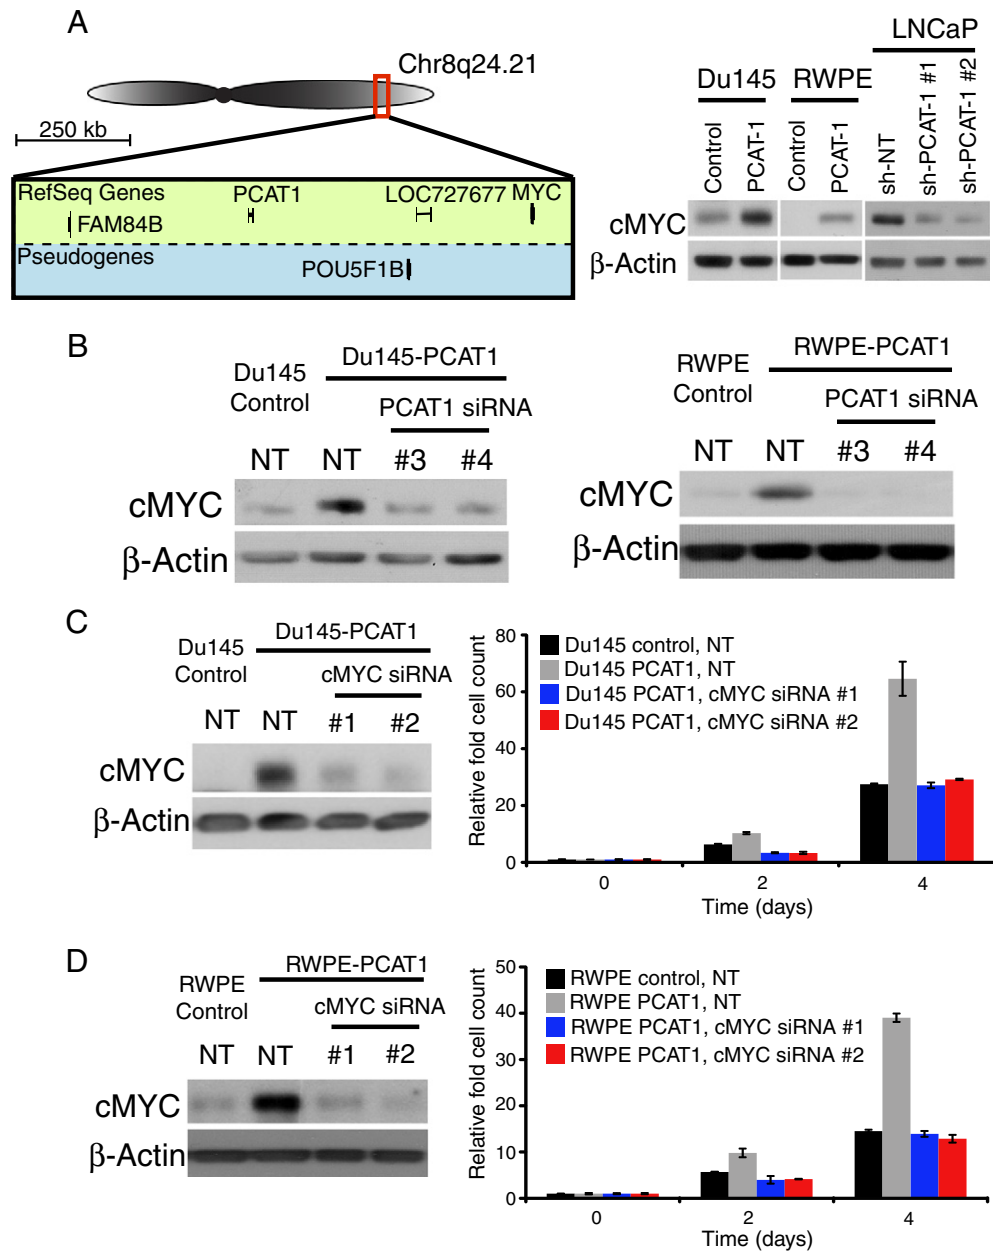 A
Chr8q24.21
250 kb
RefSeq Genes
PCAT1
LOC727677
MYC
FAM84B
Pseudogenes
POU5F1B
LNCaP
Du145
RWPE
Control
PCAT-1
Control
PCAT-1
sh-NT
sh-PCAT-1 #1
sh-PCAT-1 #2
cMYC
β-Actin
B
Du145
Control
Du145-PCAT1
PCAT1 siRNA
NT
NT
#3
#4
cMYC
β-Actin
RWPE
Control
RWPE-PCAT1
PCAT1 siRNA
NT
NT
#3
#4
cMYC
β-Actin
C
Du145
Control
Du145-PCAT1
cMYC siRNA
NT
NT
#1
#2
cMYC
β-Actin
Relative fold cell count
80
60
40
20
0
Du145 control, NT
Du145 PCAT1, NT
Du145 PCAT1, cMYC siRNA #1
Du145 PCAT1, cMYC siRNA #2
0
2
4
Time (days)
D
RWPE
Control
RWPE-PCAT1
cMYC siRNA
NT
NT
#1
#2
cMYC
β-Actin
Relative fold cell count
50
40
30
20
10
0
RWPE control, NT
RWPE PCAT1, NT
RWPE PCAT1, cMYC siRNA #1
RWPE PCAT1, cMYC siRNA #2
0
2
4
Time (days)